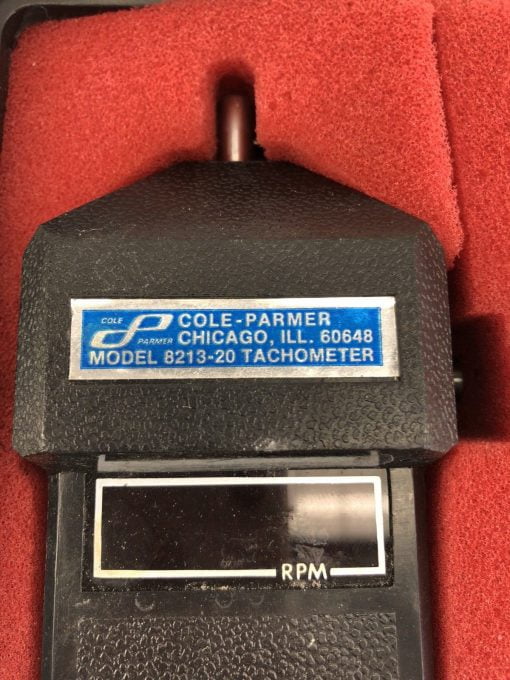 COLE
PARMER
COLE-PARMER
CHICAGO, ILL. 60648
MODEL 8213-20 TACHOMETER
RPM